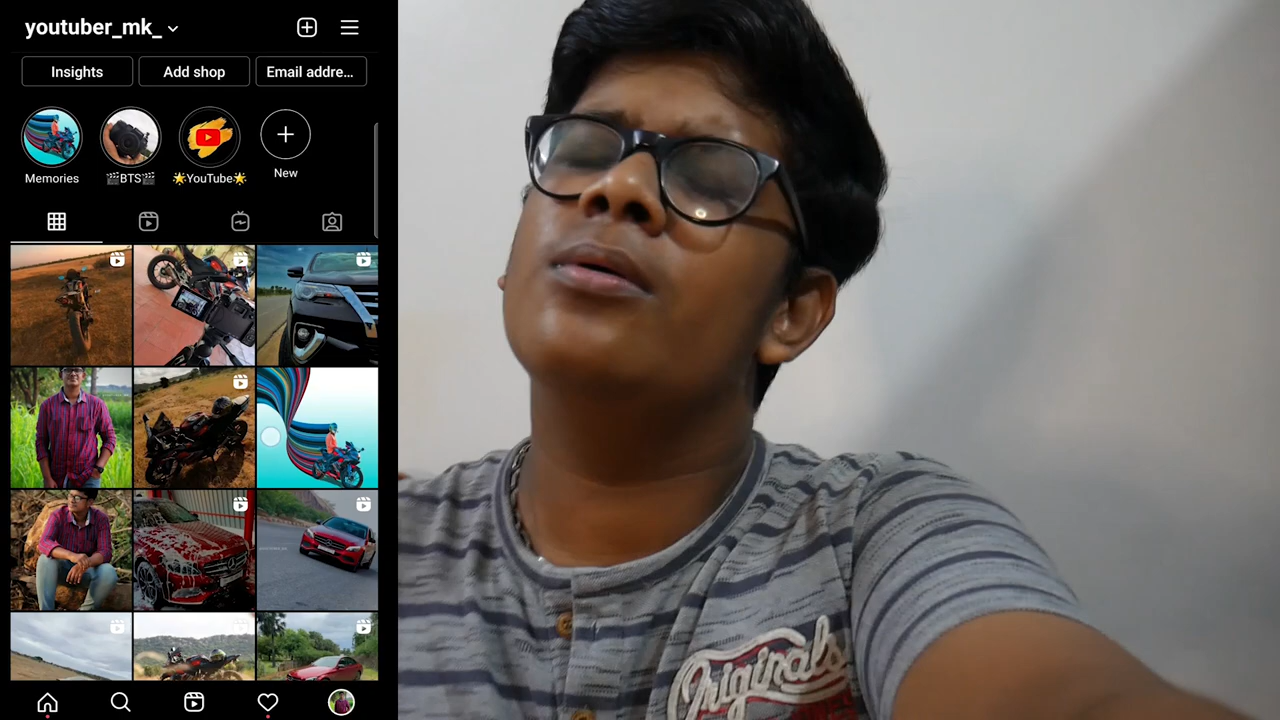 youtuber_mk_
Insights
Add shop
Email addre...
Memories
🎬BTS🎬
🌟YouTube🌟
New
Originals